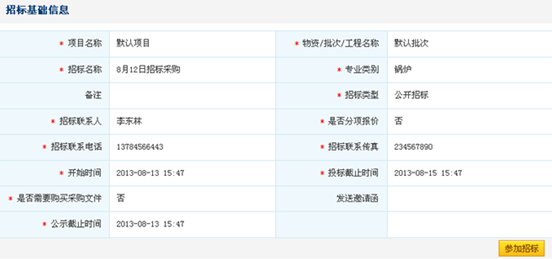 招标基础信息
* 项目名称 默认项目 * 物资/批次/工程名称 默认批次
* 招标名称 8月12日招标采购 * 专业类别 锅炉
备注 * 招标类型 公开招标
* 招标联系人 李东林 * 是否分项报价 否
* 招标联系电话 13784566443 * 招标联系传真 234567890
* 开始时间 2013-08-13 15:47 * 投标截止时间 2013-08-15 15:47
* 是否需要购买采购文件 否 发送邀请函
* 公示截止时间 2013-08-13 15:47
参加招标